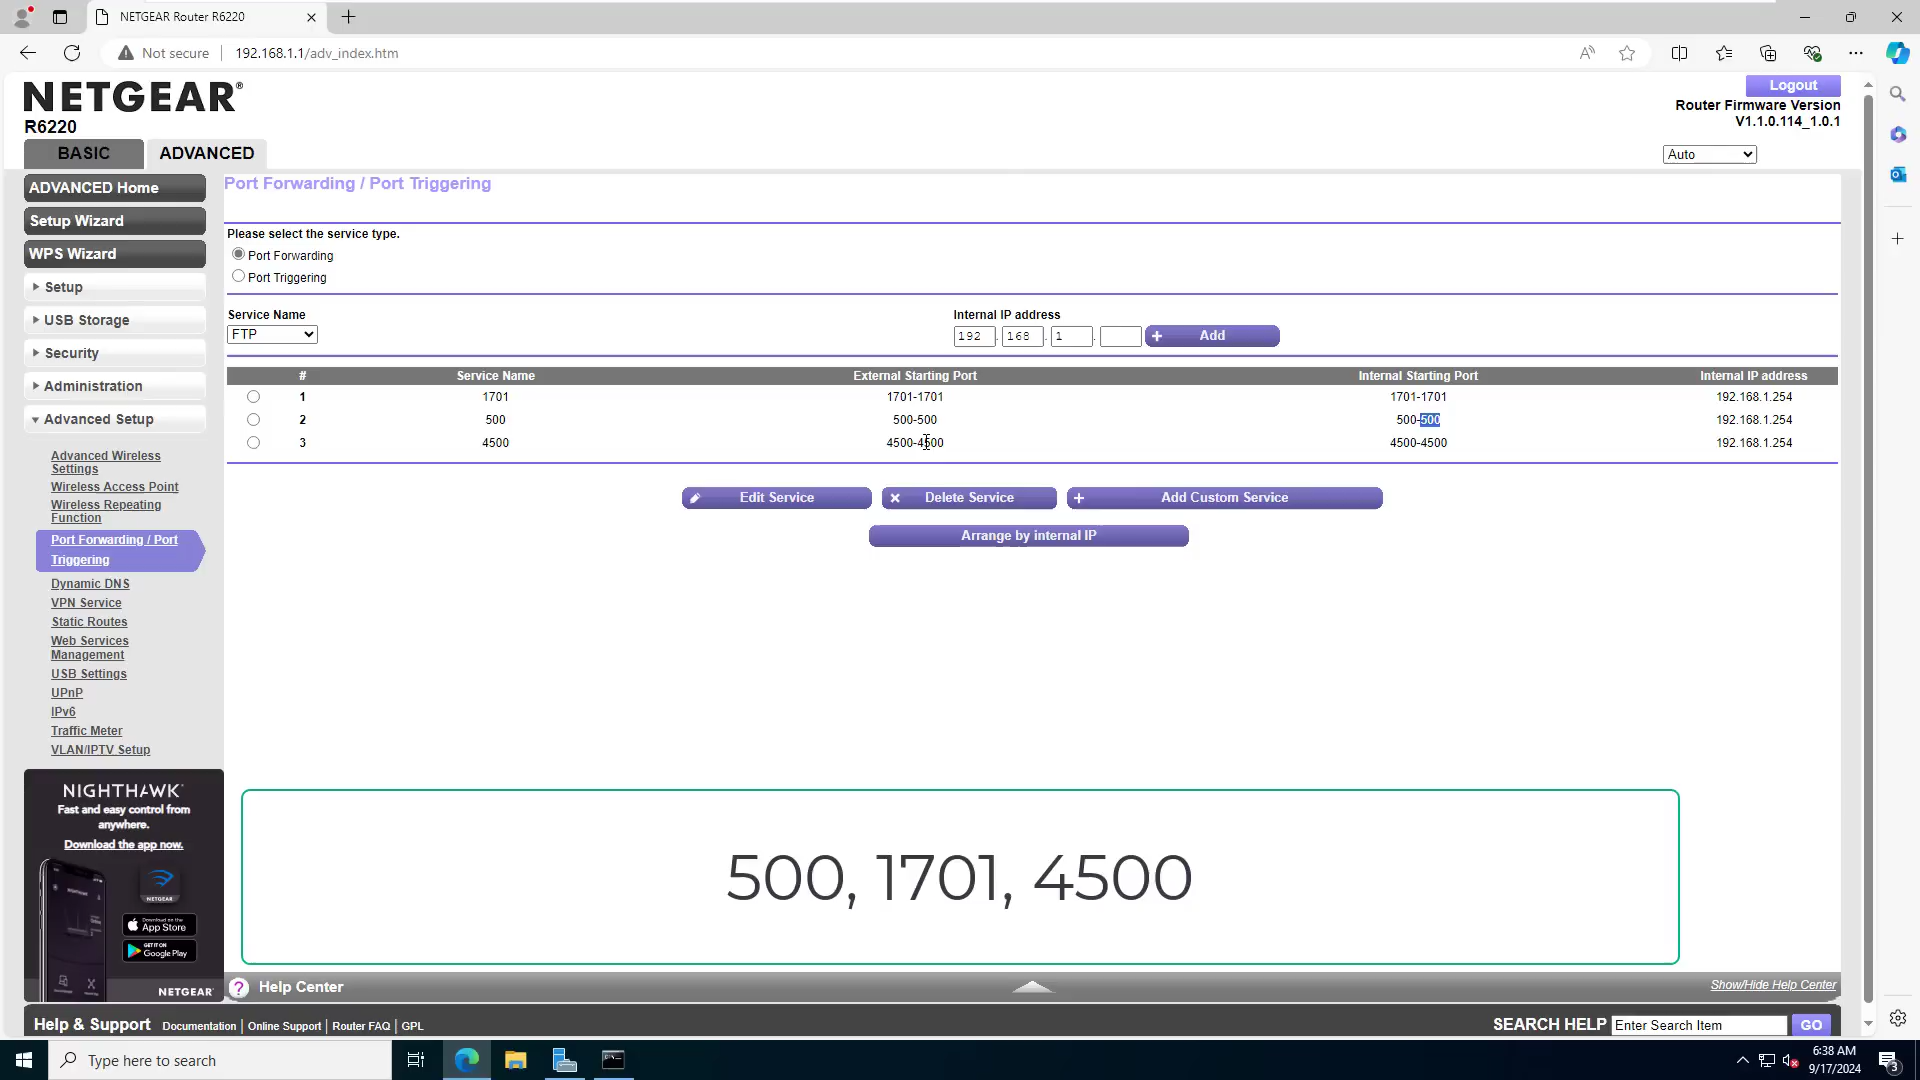 NETGEAR Router R6220
Not secure
192.168.1.1/adv_index.htm
NETGEAR®
R6220
Logout
Router Firmware Version
V1.1.0.114_1.0.1
BASIC
ADVANCED
Auto
ADVANCED Home
Setup Wizard
WPS Wizard
Setup
USB Storage
Security
Administration
Advanced Setup
Advanced Wireless
Settings
Wireless Access Point
Wireless Repeating
Function
Port Forwarding / Port
Triggering
Dynamic DNS
VPN Service
Static Routes
Web Services
Management
USB Settings
UPnP
IPv6
Traffic Meter
VLAN/IPTV Setup
Port Forwarding / Port Triggering
Please select the service type.
Port Forwarding
Port Triggering
Service Name
FTP
Internal IP address
192 . 168 . 1 .
+ Add
# Service Name External Starting Port Internal Starting Port Internal IP address
1 1701 1701-1701 1701-1701 192.168.1.254
2 500 500-500 500-500 192.168.1.254
3 4500 4500-4500 4500-4500 192.168.1.254
Edit Service
Delete Service
+ Add Custom Service
Arrange by internal IP
500, 1701, 4500
NIGHTHAWK
Fast and easy control from
anywhere.
Download the app now.
NETGEAR
Download on the
App Store
GET IT ON
Google Play
NETGEAR
? Help Center
Show/Hide Help Center
Help & Support Documentation | Online Support | Router FAQ | GPL
SEARCH HELP Enter Search Item GO
Type here to search
6:38 AM
9/17/2024
3